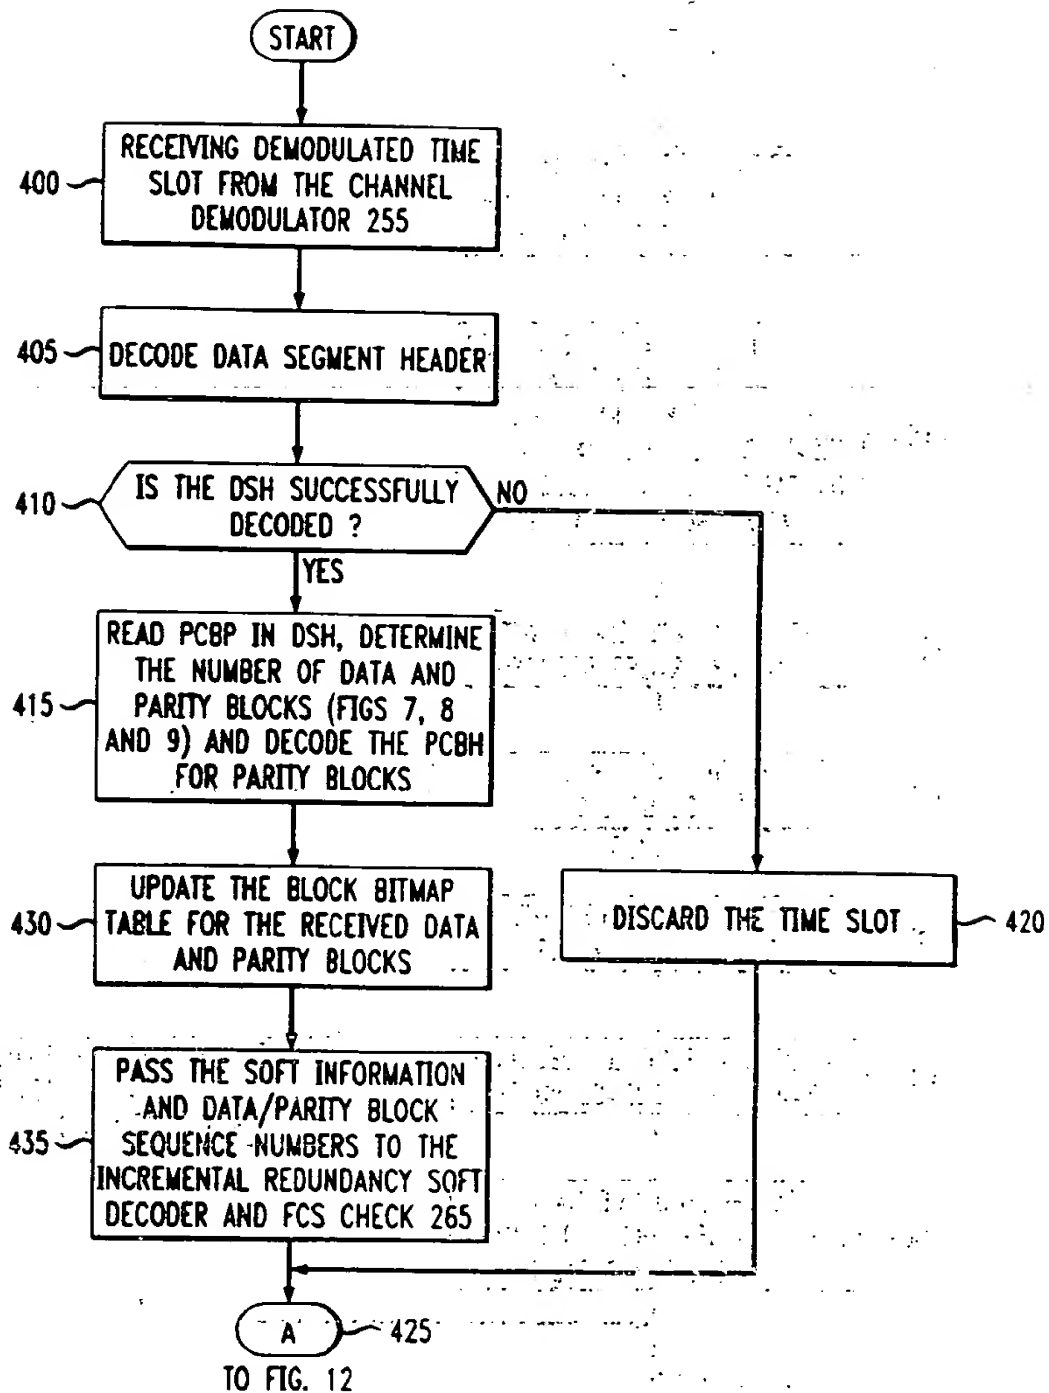 START
RECEIVING DEMODULATED TIME
SLOT FROM THE CHANNEL
DEMODULATOR 255
400
DECODE DATA SEGMENT HEADER
405
IS THE DSH SUCCESSFULLY
DECODED ?
410
NO
YES
READ PCBP IN DSH, DETERMINE
THE NUMBER OF DATA AND
PARITY BLOCKS (FIGS 7, 8
AND 9) AND DECODE THE PCBH
FOR PARITY BLOCKS
415
UPDATE THE BLOCK BITMAP
TABLE FOR THE RECEIVED DATA
AND PARITY BLOCKS
430
DISCARD THE TIME SLOT
420
PASS THE SOFT INFORMATION
AND DATA/PARITY BLOCK
SEQUENCE NUMBERS TO THE
INCREMENTAL REDUNDANCY SOFT
DECODER AND FCS CHECK 265
435
A
425
TO FIG. 12